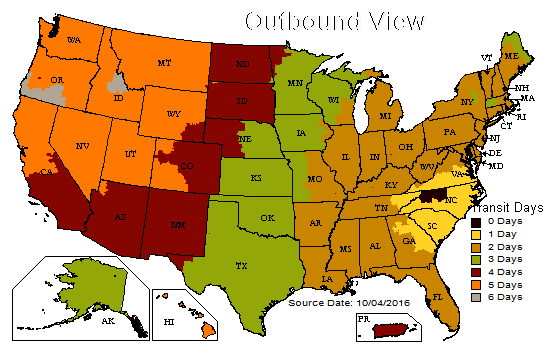 Outbound View
WA
MT
ND
MN
ME
VT
OR
ID
SD
WI
NY
NH
MA
WY
MI
RI
CT
IA
PA
NJ
NE
NV
UT
IL
IN
OH
DE
MD
CA
CO
KS
MO
WV
VA
KY
NC
TN
AZ
NM
OK
AR
SC
MS
AL
GA
TX
LA
FL
AK
HI
PR
Transit Days
0 Days
1 Day
2 Days
3 Days
4 Days
5 Days
6 Days
Source Date: 10/04/2016